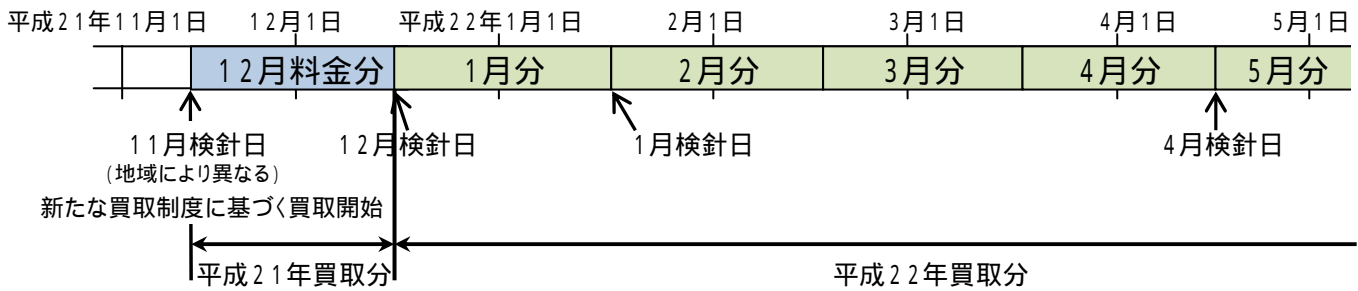 平成21年11月1日 12月1日 平成22年1月1日 2月1日 3月1日 4月1日 5月1日
12月料金分 1月分 2月分 3月分 4月分 5月分
11月検針日 12月検針日 1月検針日 4月検針日
(地域により異なる)
新たな買取制度に基づく買取開始
平成21年買取分 平成22年買取分